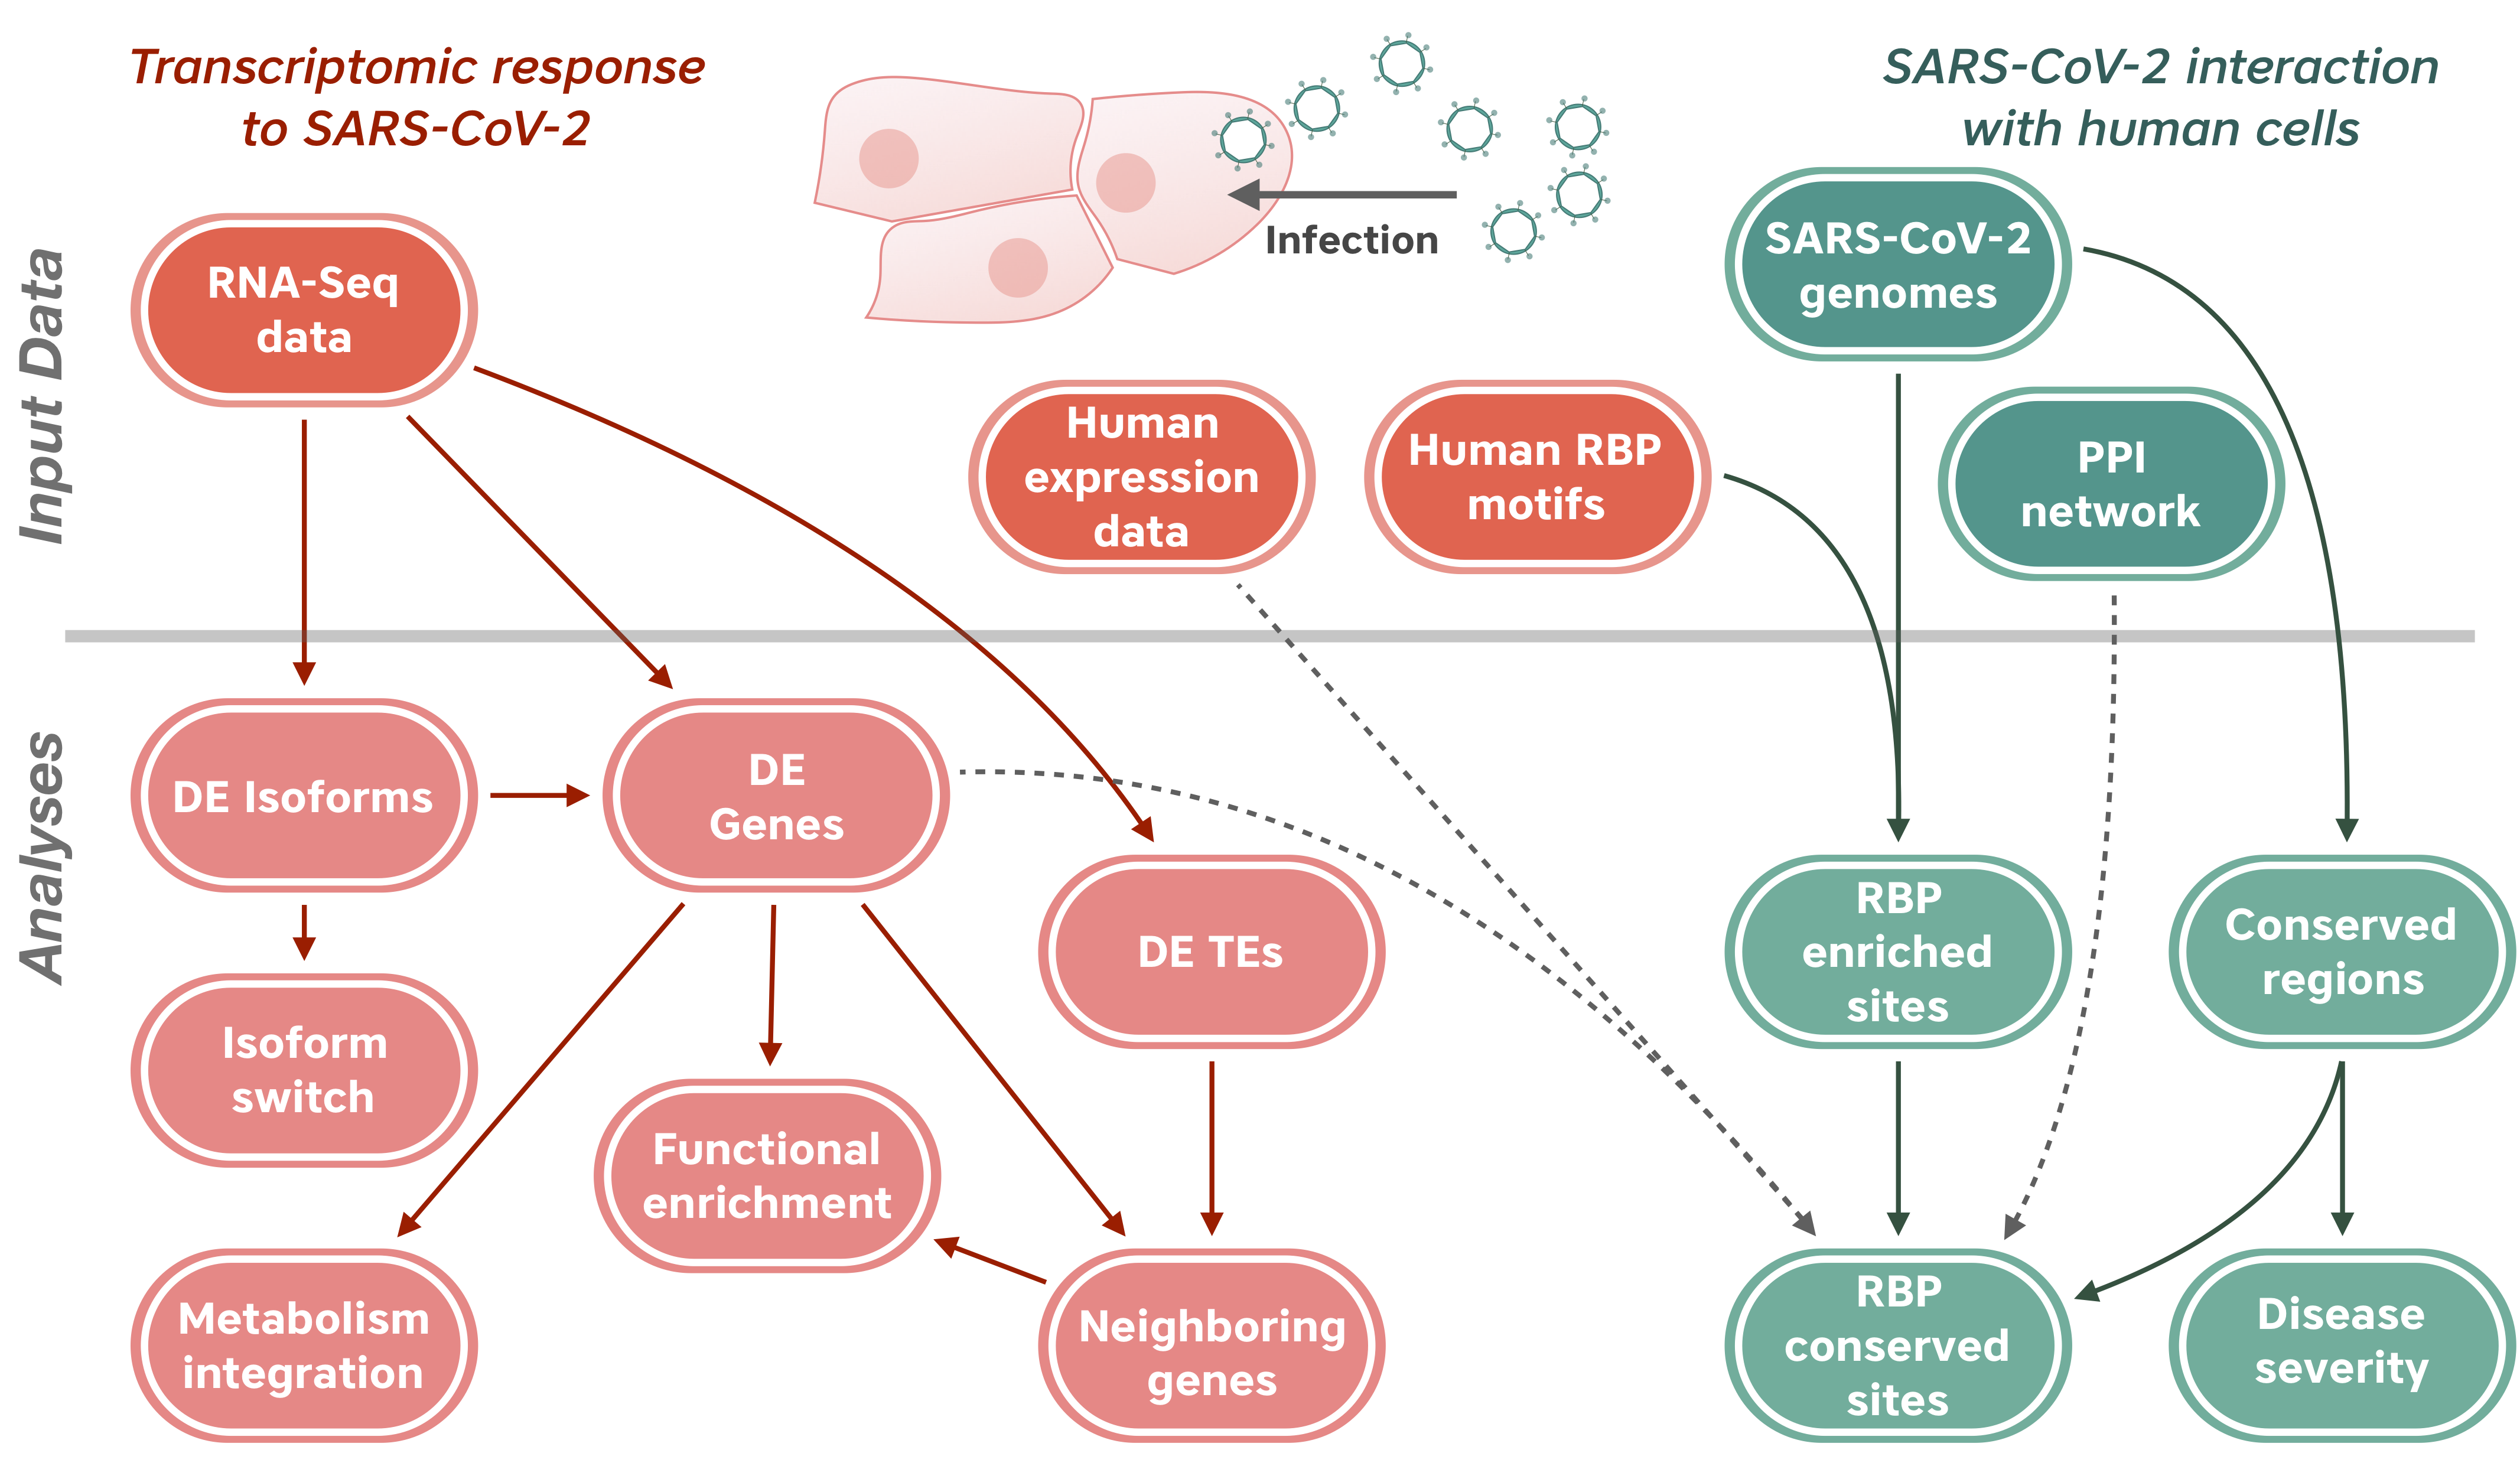 Transcriptomic response
to SARS-CoV-2
SARS-CoV-2 interaction
with human cells
Infection
Input Data
RNA-Seq
data
Human
expression
data
Human RBP
motifs
SARS-CoV-2
genomes
PPI
network
Analyses
DE Isoforms
DE
Genes
DE TEs
RBP
enriched
sites
Conserved
regions
Isoform
switch
Functional
enrichment
Metabolism
integration
Neighboring
genes
RBP
conserved
sites
Disease
severity